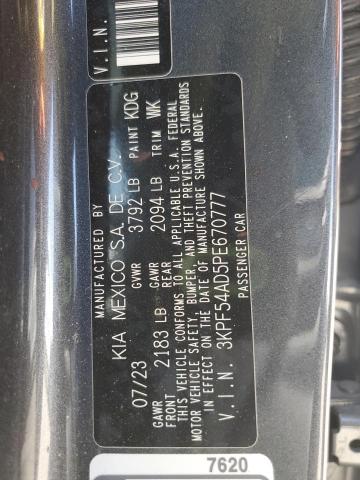 MANUFACTURED BY
KIA MEXICO S.A. DE C.V.
07/23 GVWR 3792 LB PAINT KDG
GAWR FRONT 2183 LB GAWR REAR 2094 LB TRIM WK
THIS VEHICLE CONFORMS TO ALL APPLICABLE U.S.A. FEDERAL
MOTOR VEHICLE SAFETY, BUMPER, AND THEFT PREVENTION STANDARDS
IN EFFECT ON THE DATE OF MANUFACTURE SHOWN ABOVE.
V.I.N. 3KPF54AD5PE670777
PASSENGER CAR
V.I.N.
7620